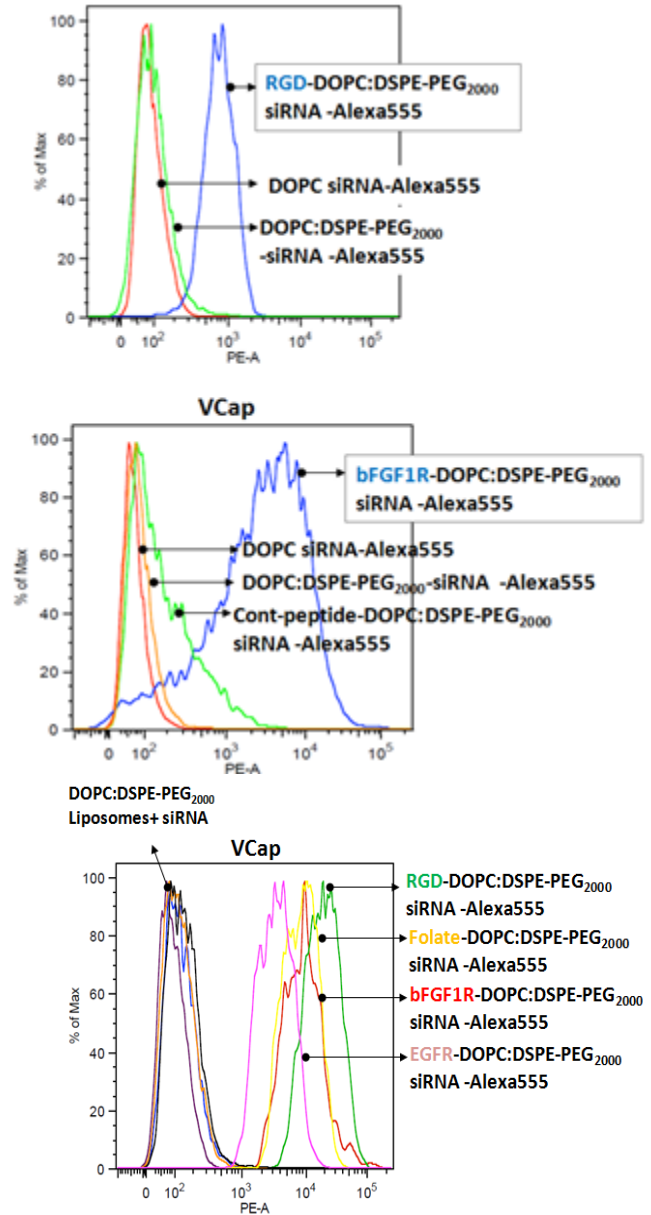 100
80
60
40
20
0
% of Max
RGD-DOPC:DSPE-PEG2000
siRNA -Alexa555
DOPC siRNA-Alexa555
DOPC:DSPE-PEG2000
-siRNA -Alexa555
0 10² 10³ 10⁴ 10⁵
PE-A
VCap
100
80
60
40
20
0
% of Max
bFGF1R-DOPC:DSPE-PEG2000
siRNA -Alexa555
DOPC siRNA-Alexa555
DOPC:DSPE-PEG2000-siRNA -Alexa555
Cont-peptide-DOPC:DSPE-PEG2000
siRNA -Alexa555
0 10² 10³ 10⁴ 10⁵
PE-A
DOPC:DSPE-PEG2000
Liposomes+ siRNA
VCap
100
80
60
40
20
0
% of Max
RGD-DOPC:DSPE-PEG2000
siRNA -Alexa555
Folate-DOPC:DSPE-PEG2000
siRNA -Alexa555
bFGF1R-DOPC:DSPE-PEG2000
siRNA -Alexa555
EGFR-DOPC:DSPE-PEG2000
siRNA -Alexa555
0 10² 10³ 10⁴ 10⁵
PE-A